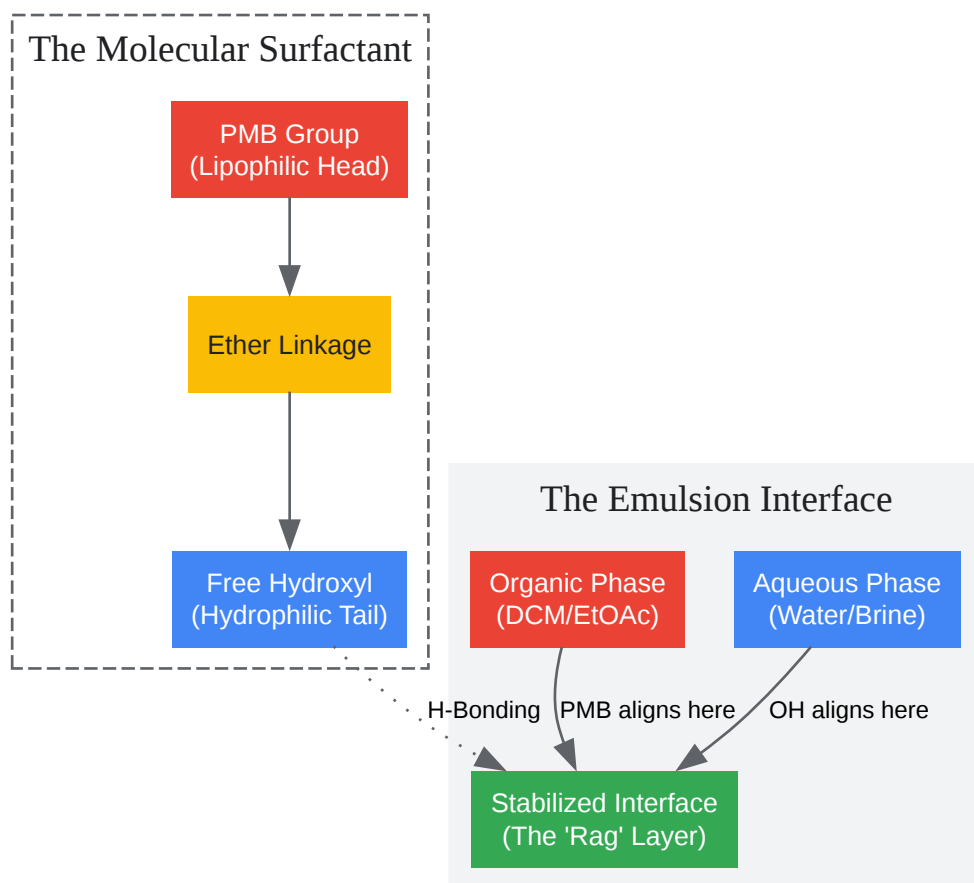 The Molecular Surfactant
PMB Group
(Lipophilic Head)
Ether Linkage
Free Hydroxyl
(Hydrophilic Tail)
The Emulsion Interface
Organic Phase
(DCM/EtOAc)
Aqueous Phase
(Water/Brine)
H-Bonding
PMB aligns here
OH aligns here
Stabilized Interface
(The 'Rag' Layer)